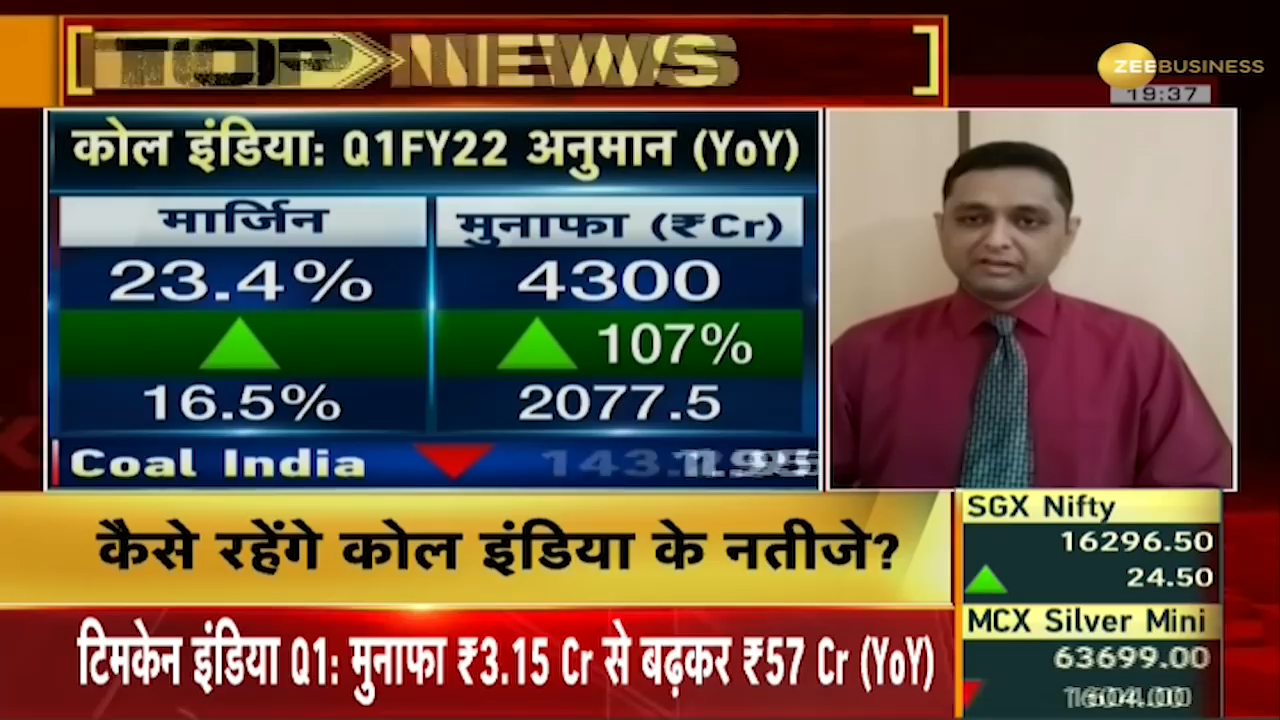 TOP NEWS
ZEEBUSINESS
19:37
कोल इंडिया: Q1FY22 अनुमान (YoY)
मार्जिन मुनाफा (₹Cr)
23.4% 4300
107%
16.5% 2077.5
Coal India
कैसे रहेंगे कोल इंडिया के नतीजे?
टिमकेन इंडिया Q1: मुनाफा ₹3.15 Cr से बढ़कर ₹57 Cr (YoY)
SGX Nifty
16296.50
24.50
MCX Silver Mini
63699.00